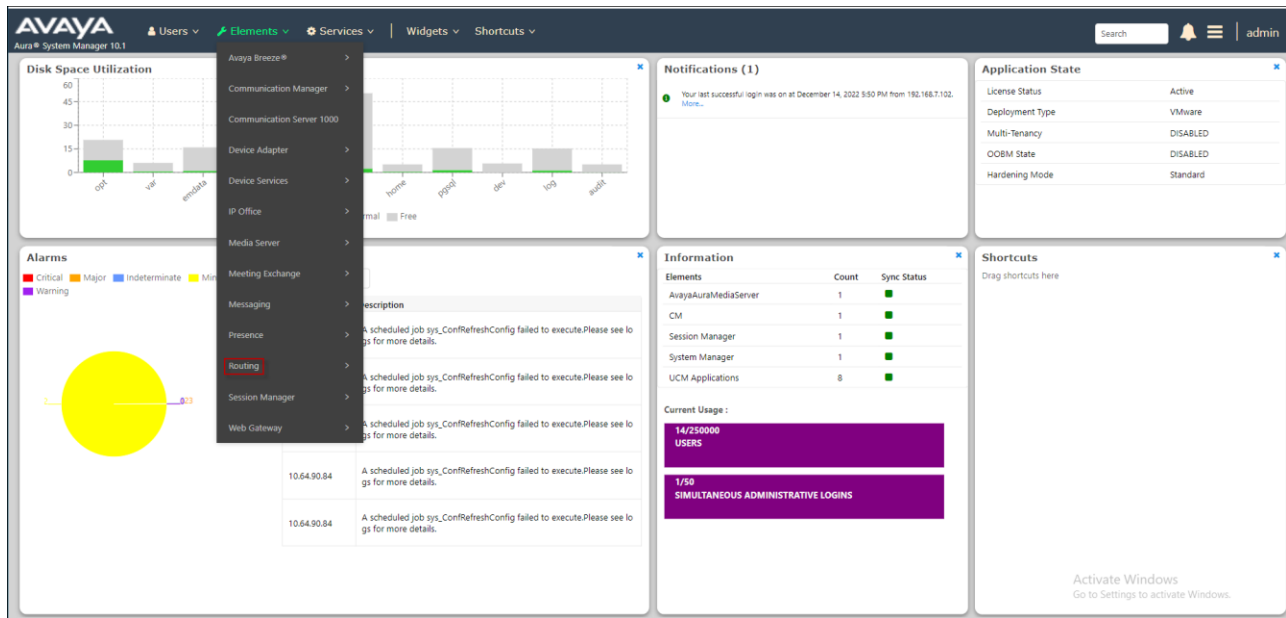 AVAYA
Aura® System Manager 10.1
Users
Elements
Services
Widgets
Shortcuts
Search
admin
Disk Space Utilization
60
45
30
15
0
opt
var
emdata
home
pgsql
dev
log
audit
rmal
Free
Avaya Breeze®
Communication Manager
Communication Server 1000
Device Adapter
Device Services
IP Office
Media Server
Meeting Exchange
Messaging
Presence
Routing
Session Manager
Web Gateway
Notifications (1)
Your last successful login was on at December 14, 2022 5:50 PM from 192.168.7.102.
More...
Application State
License Status Active
Deployment Type VMware
Multi-Tenancy DISABLED
OOBM State DISABLED
Hardening Mode Standard
Alarms
Critical Major Indeterminate Min
Warning
escription
A scheduled job sys_ConfRefreshConfig failed to execute.Please see lo
gs for more details.
A scheduled job sys_ConfRefreshConfig failed to execute.Please see lo
gs for more details.
A scheduled job sys_ConfRefreshConfig failed to execute.Please see lo
gs for more details.
10.64.90.84 A scheduled job sys_ConfRefreshConfig failed to execute.Please see lo
gs for more details.
10.64.90.84 A scheduled job sys_ConfRefreshConfig failed to execute.Please see lo
gs for more details.
Information
Elements Count Sync Status
AvayaAuraMediaServer 1
CM 1
Session Manager 1
System Manager 1
UCM Applications 8
Current Usage :
14/250000
USERS
1/50
SIMULTANEOUS ADMINISTRATIVE LOGINS
Shortcuts
Drag shortcuts here
Activate Windows
Go to Settings to activate Windows.